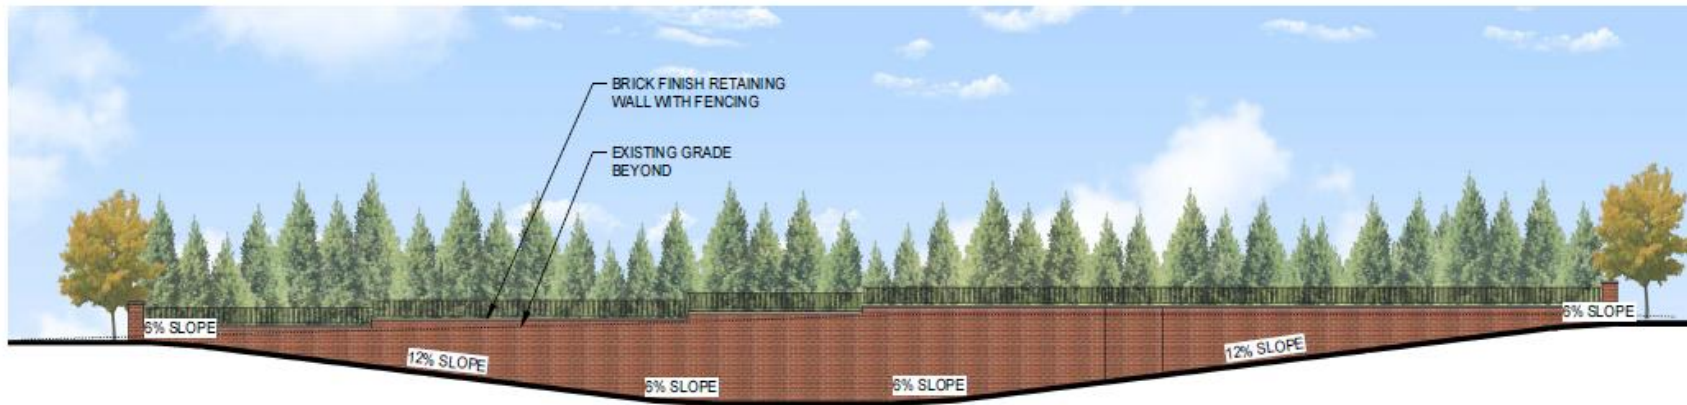 BRICK FINISH RETAINING
WALL WITH FENCING
EXISTING GRADE
BEYOND
6% SLOPE
6% SLOPE
12% SLOPE
12% SLOPE
6% SLOPE
6% SLOPE